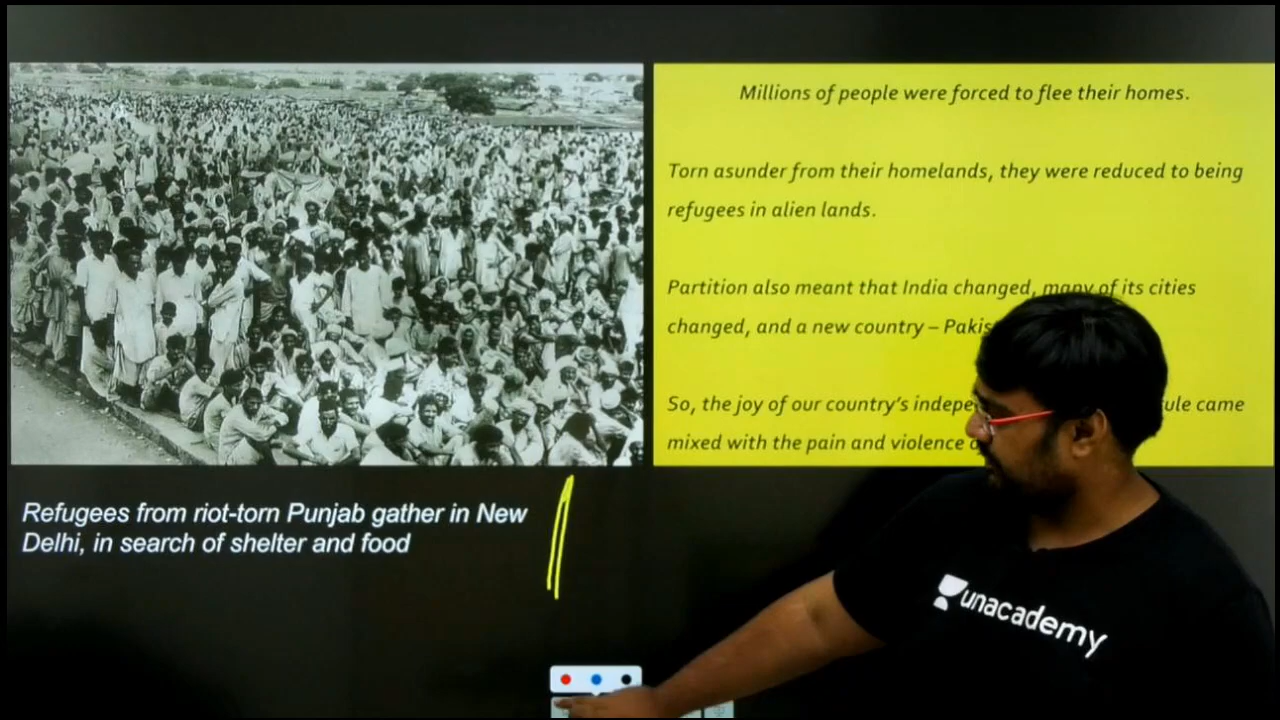 Millions of people were forced to flee their homes.
Torn asunder from their homelands, they were reduced to being
refugees in alien lands.
Partition also meant that India changed, many of its cities
changed, and a new country –
So, the joy of our country's rule came
mixed with the pain and violence
Refugees from riot-torn Punjab gather in New
Delhi, in search of shelter and food
unacademy